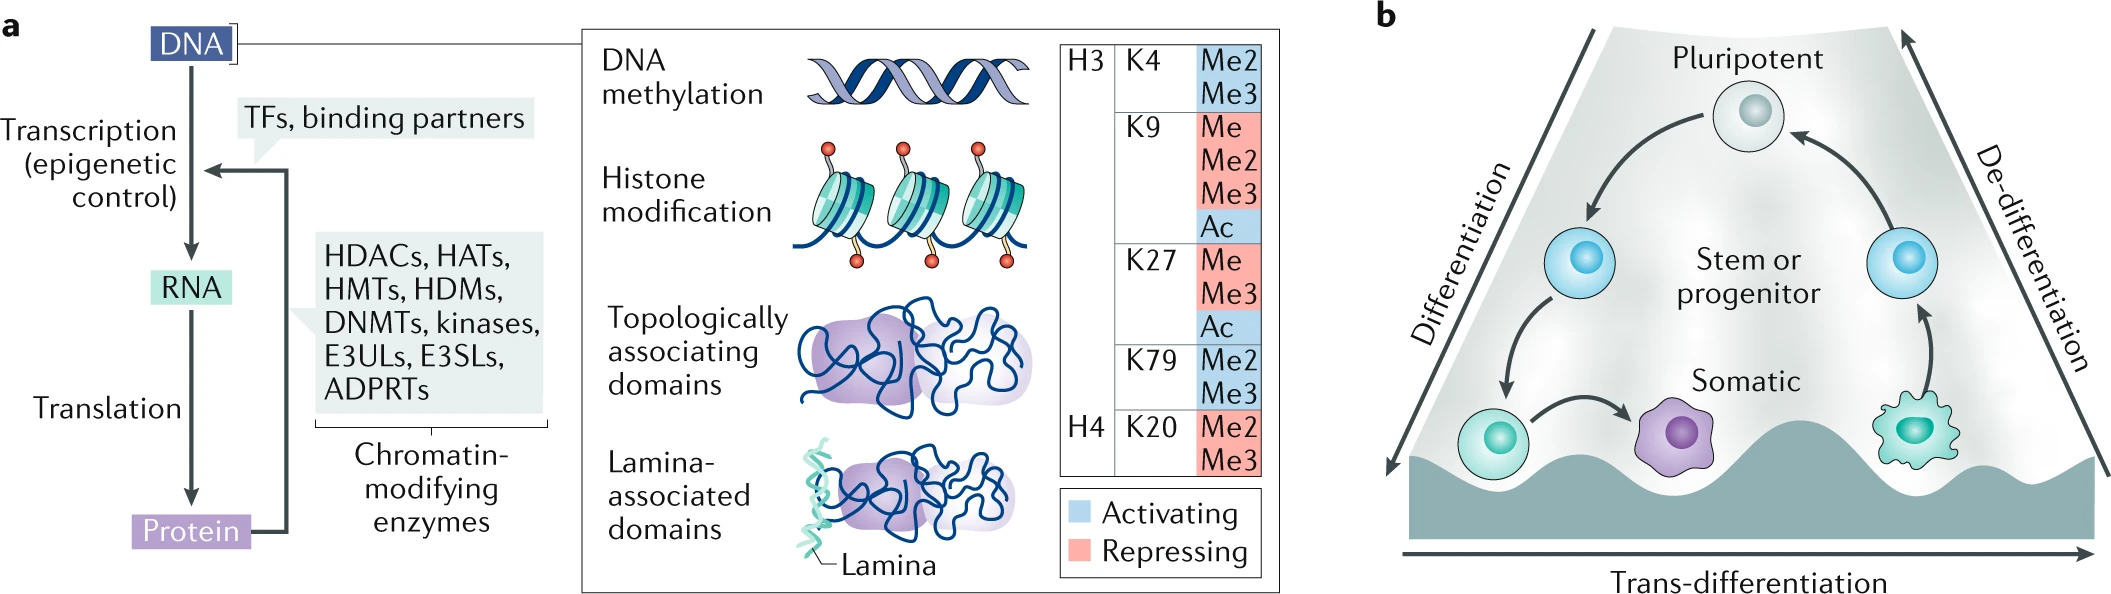 a
DNA
Transcription
(epigenetic
control)
TFs, binding partners
RNA
HDACs, HATs,
HMTs, HDMs,
DNMTs, kinases,
E3ULs, E3SLs,
ADPRTs
Translation
Chromatin-
modifying
enzymes
Protein
DNA
methylation
Histone
modification
Topologically
associating
domains
Lamina-
associated
domains
Lamina
H3 K4 Me2
Me3
K9 Me
Me2
Me3
Ac
K27 Me
Me3
Ac
K79 Me2
Me3
H4 K20 Me2
Me3
Activating
Repressing
b
Pluripotent
Differentiation
De-differentiation
Stem or
progenitor
Somatic
Trans-differentiation